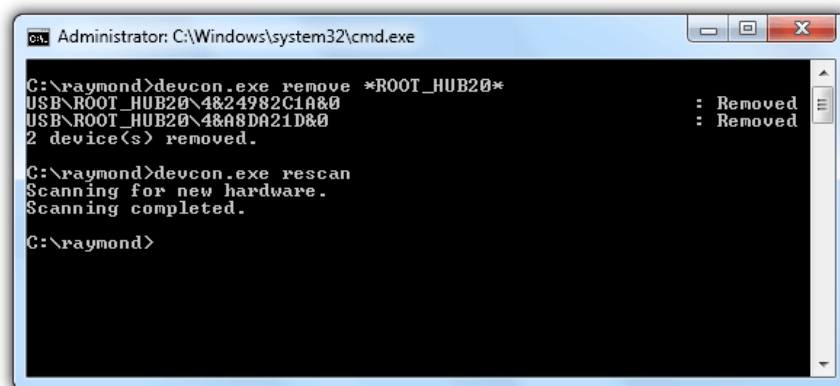 Administrator: C:\Windows\system32\cmd.exe
C:\raymond>devcon.exe remove *ROOT_HUB20*
USB\ROOT_HUB20\4&24982C1A&0 : Removed
USB\ROOT_HUB20\4&A8DA21D&0 : Removed
2 device(s) removed.
C:\raymond>devcon.exe rescan
Scanning for new hardware.
Scanning completed.
C:\raymond>